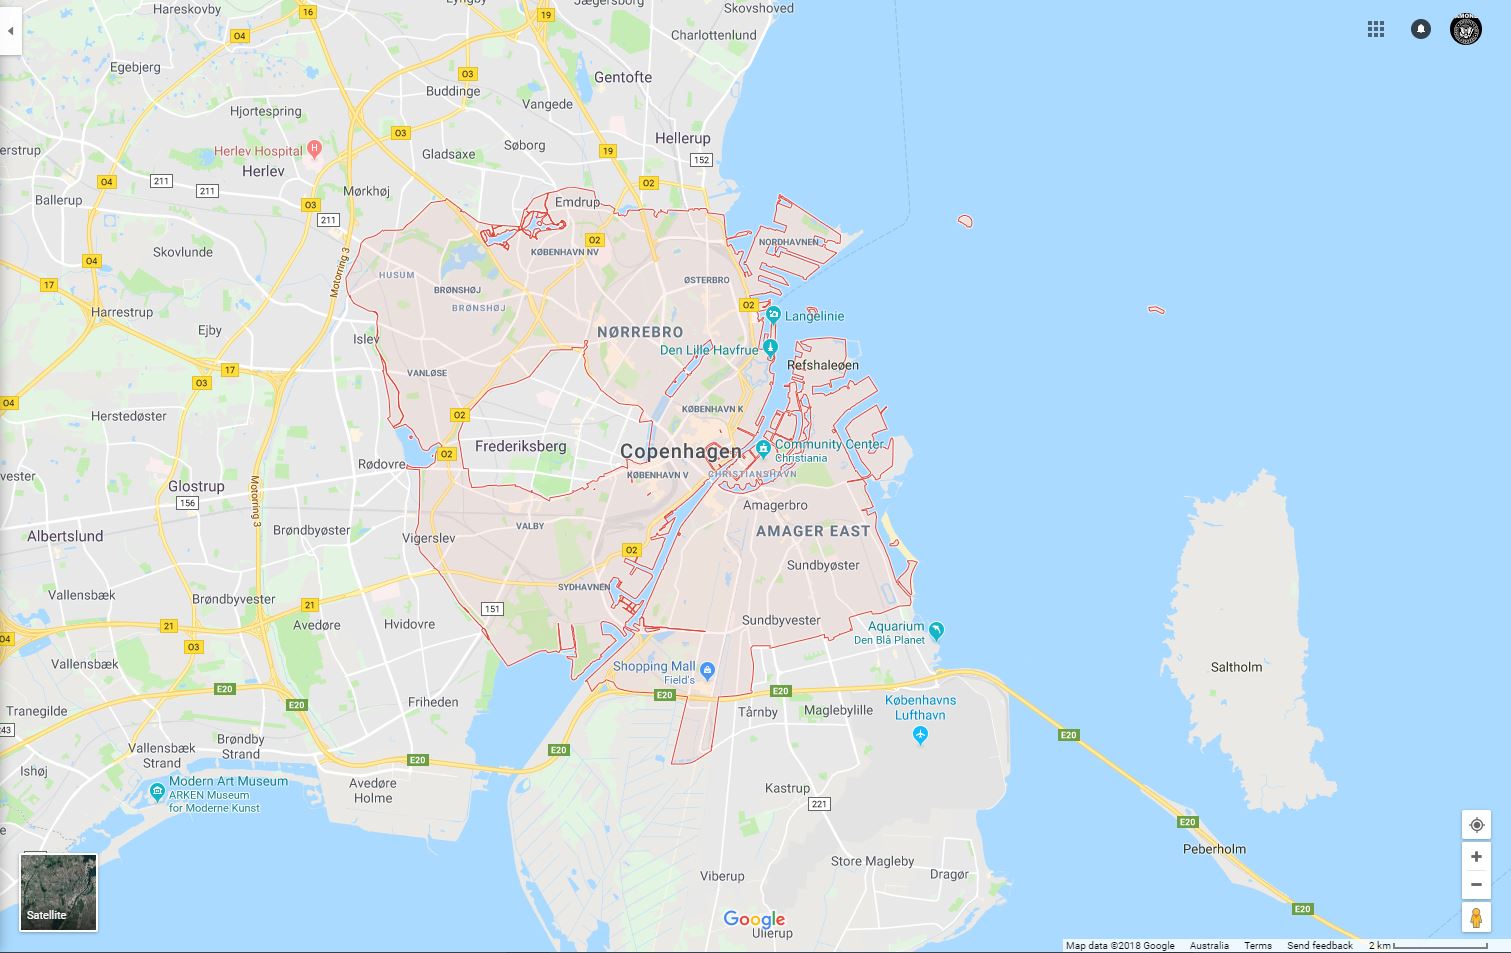 Hareskovby
16
Lyngby
19
Jægersborg
Skovshoved
O4
Charlottenlund
Egebjerg
O3
Gentofte
Buddinge
Vangede
Hjortespring
O3
Hellerup
Herlev Hospital
H
Søborg
19
152
Gladsaxe
Herlev
O4
211
211
Mørkhøj
O2
Ballerup
O3
211
Emdrup
O2
NORDHAVNEN
Skovlunde
KØBENHAVN NV
O4
Motorring 3
HUSUM
ØSTERBRO
17
BRØNSHØJ
O2
BRØNSHØJ
Harrestrup
Langelinie
Ejby
NØRREBRO
Islev
Den Lille Havfrue
Refshaleøen
17
VANLØSE
O3
O4
KØBENHAVN K
Herstedøster
O2
Frederiksberg
Copenhagen
Community Center
Christiania
O2
Rødovre
KØBENHAVN V
CHRISTIANSHAVN
Glostrup
156
Motorring 3
Amagerbro
VALBY
AMAGER EAST
Brøndbyøster
Albertslund
Vigerslev
O2
Sundbyøster
SYDHAVNEN
Vallensbæk
Brøndbyvester
21
151
Avedøre
Hvidovre
Sundbyvester
21
Aquarium
Den Blå Planet
O4
O3
Vallensbæk
Shopping Mall
Field's
Saltholm
E20
E20
E20
Københavns
Lufthavn
Friheden
E20
Tårnby
Maglebylille
Tranegilde
243
Brøndby
Strand
Vallensbæk
Strand
E20
E20
E20
Ishøj
Modern Art Museum
ARKEN Museum
for Moderne Kunst
Avedøre
Holme
Kastrup
221
E20
Peberholm
Store Magleby
Viberup
Dragør
E20
Satellite
Google
Ullerup
Map data ©2018 Google Australia Terms Send feedback 2 km